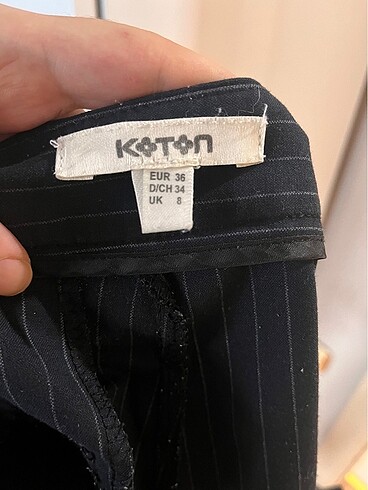 KOTON
EUR 36
D/CH 34
UK 8